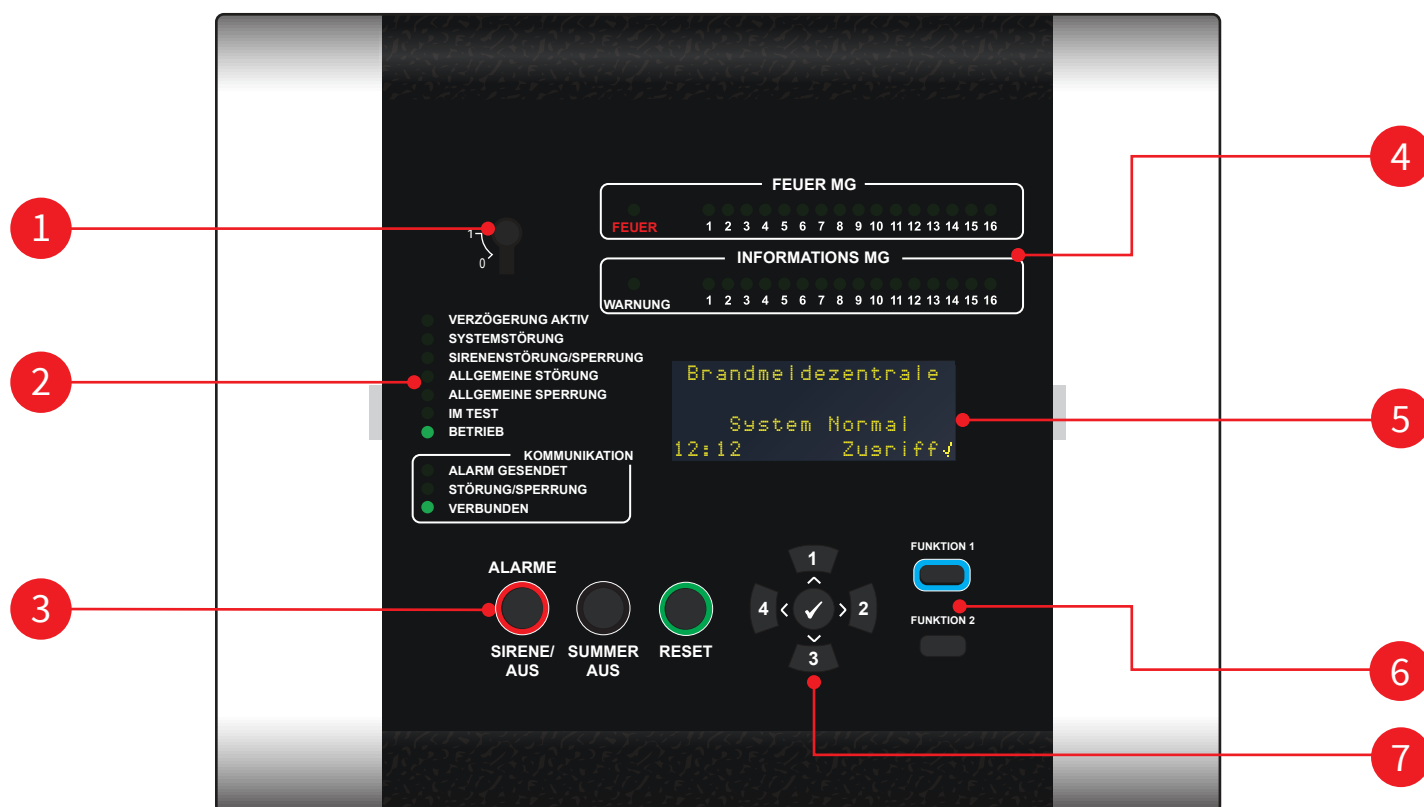 FEUER MG
FEUER 1 2 3 4 5 6 7 8 9 10 11 12 13 14 15 16
INFORMATIONS MG
WARNUNG 1 2 3 4 5 6 7 8 9 10 11 12 13 14 15 16
4
1
1
0
VERZÖGERUNG AKTIV
SYSTEMSTÖRUNG
SIRENENSTÖRUNG/SPERRUNG
ALLGEMEINE STÖRUNG
ALLGEMEINE SPERRUNG
IM TEST
BETRIEB
2
Brandmeldezentrale
System Normal
12:12 Zugriff✓
5
KOMMUNIKATION
ALARM GESENDET
STÖRUNG/SPERRUNG
VERBUNDEN
3
ALARME
SIRENE/
AUS
SUMMER
AUS
RESET
1
4 < ✓ > 2
3
FUNKTION 1
FUNKTION 2
6
7